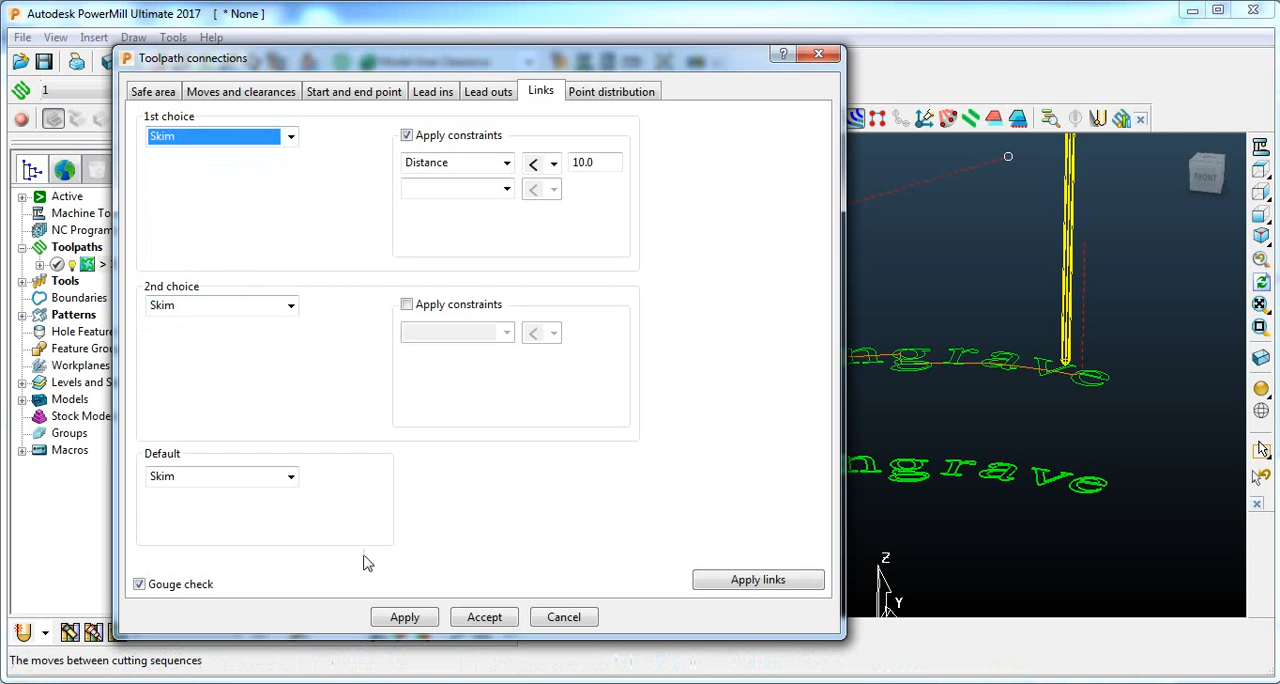 Autodesk PowerMill Ultimate 2017   [ * None ]
File View Insert Draw Tools Help
Toolpath connections
?
1
Safe area Moves and clearances Start and end point Lead ins Lead outs Links Point distribution
1st choice
Skim
Apply constraints
Distance < 10.0
<
2nd choice
Skim
Apply constraints
<
Default
Skim
Gouge check
Apply links
Apply Accept Cancel
Active
Machine To
NC Program
Toolpaths
>
Tools
Boundaries
Patterns
Hole Feature
Feature Gro
Workplanes
Levels and S
Models
Stock Mode
Groups
Macros
FRONT
ngrave
ngrave
Z
Y
The moves between cutting sequences